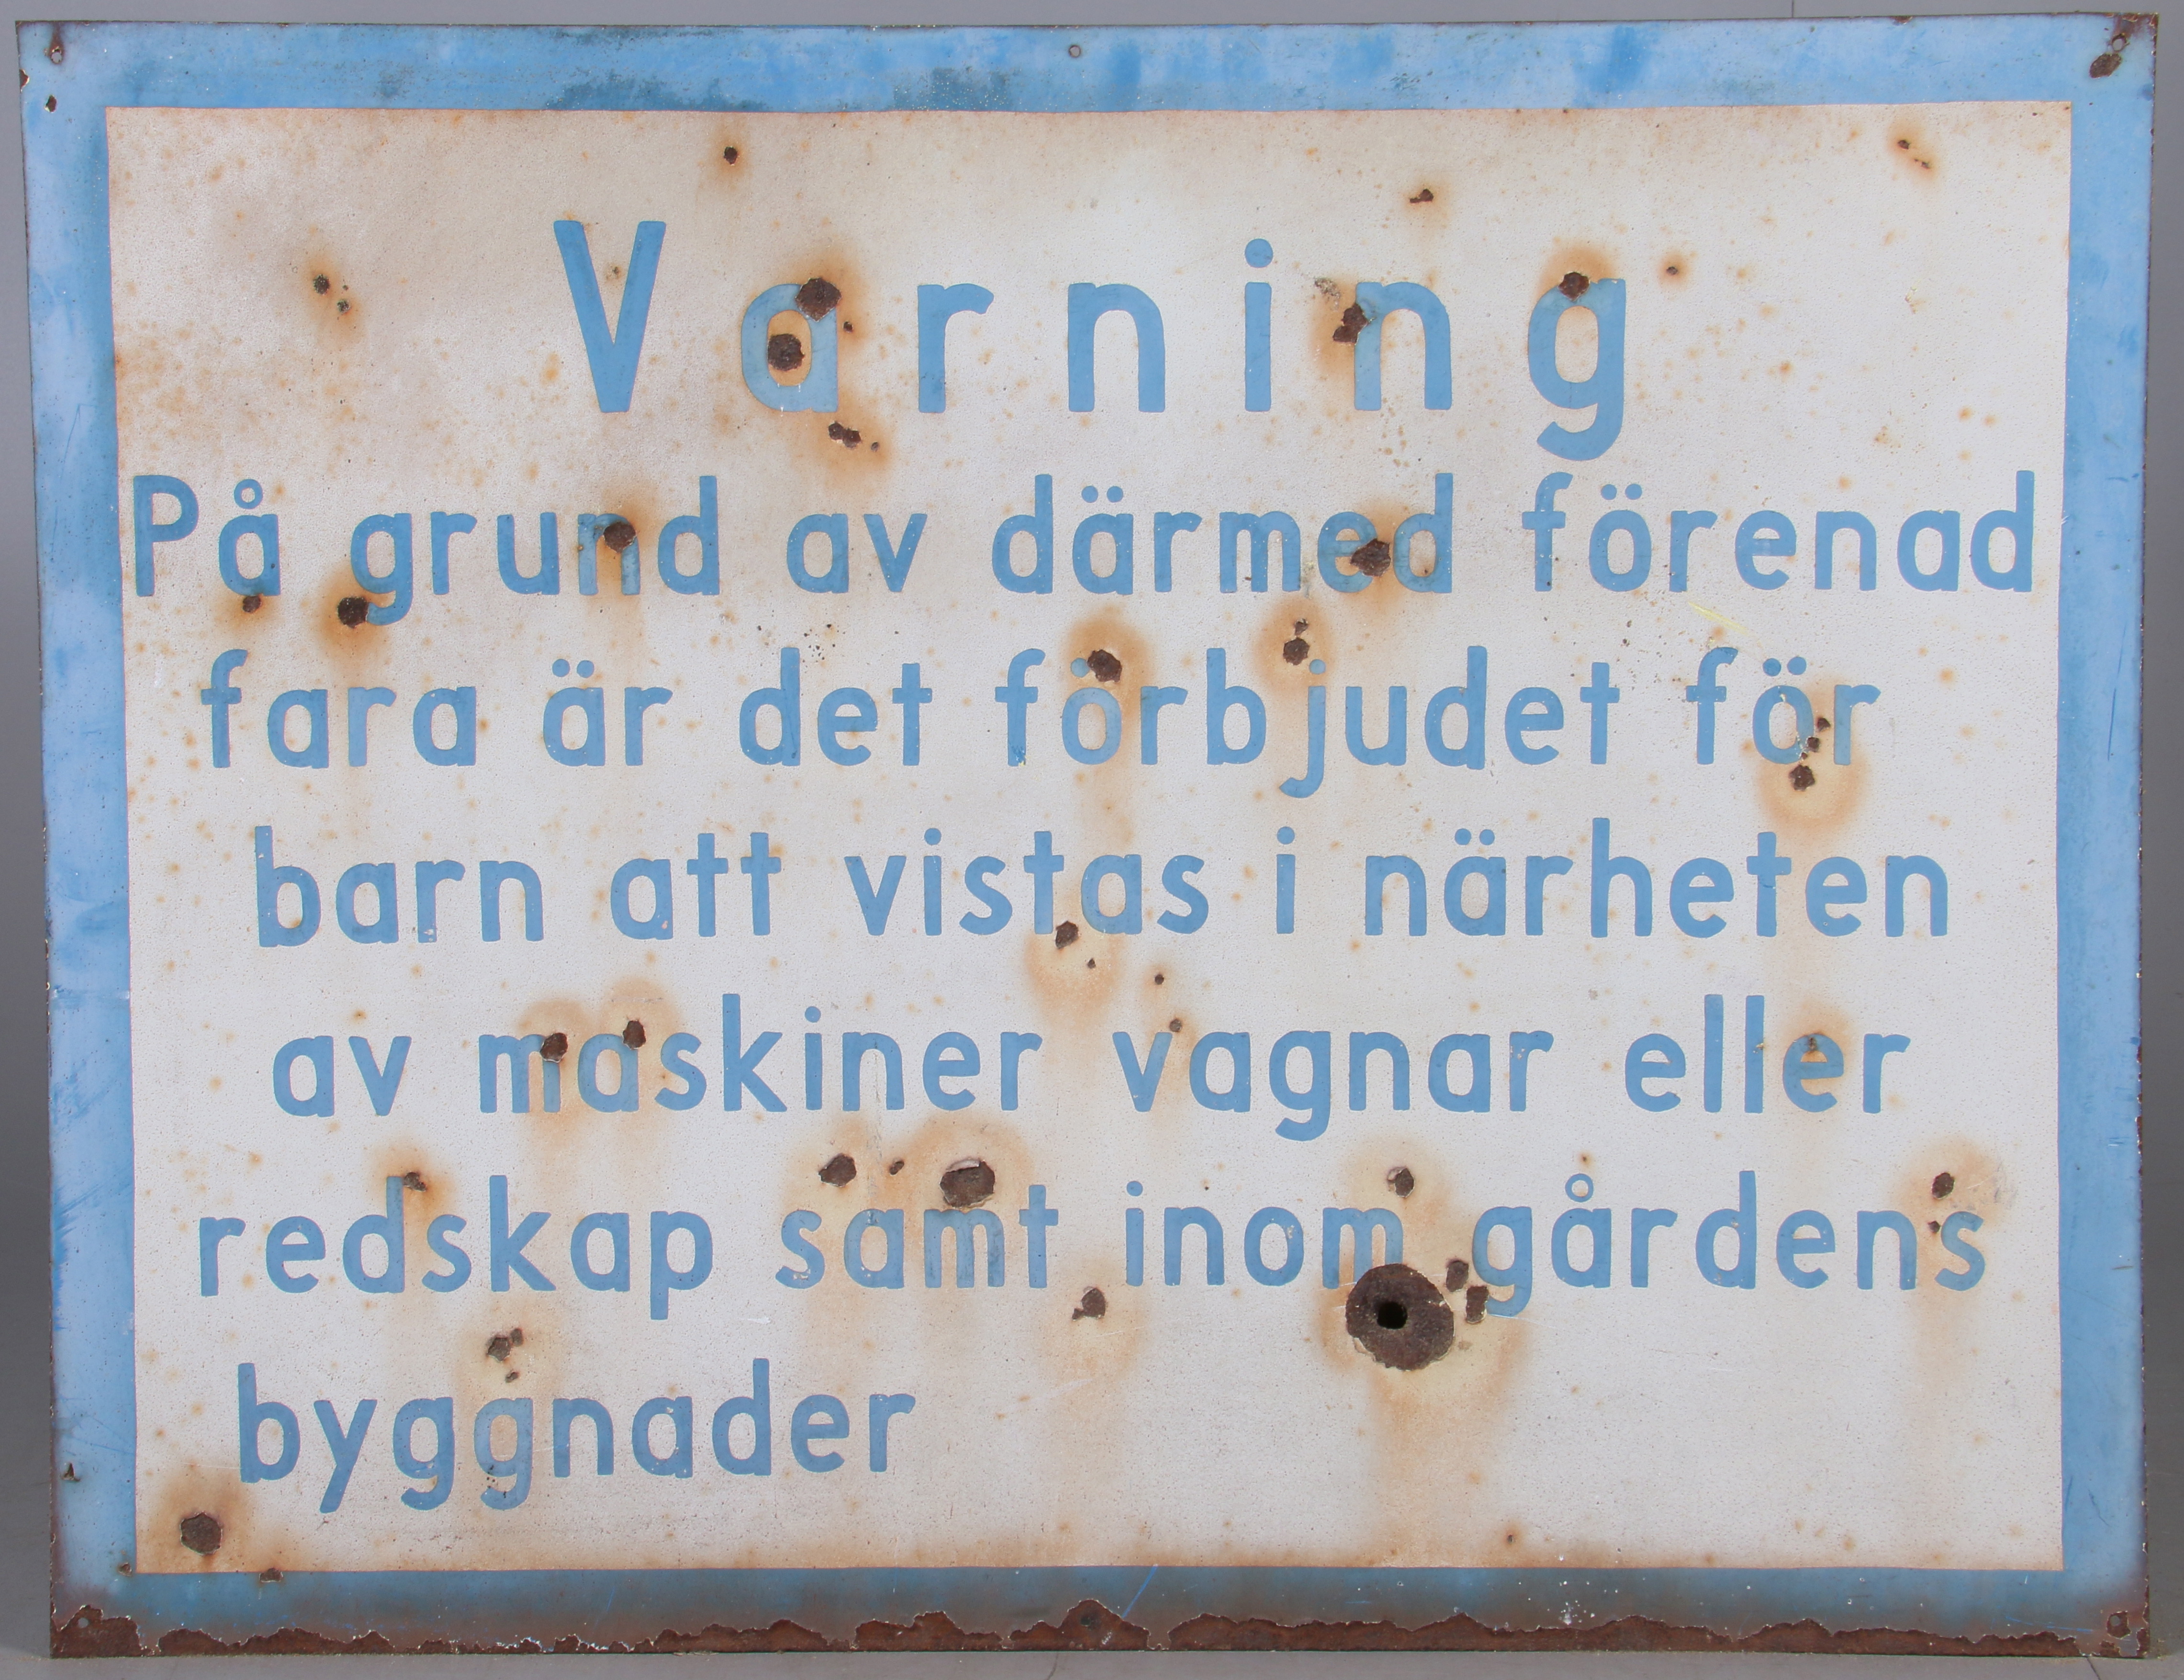 Varning
På grund av därmed förenad
fara är det förbjudet för
barn att vistas i närheten
av maskiner vagnar eller
redskap samt inom gårdens
byggnader